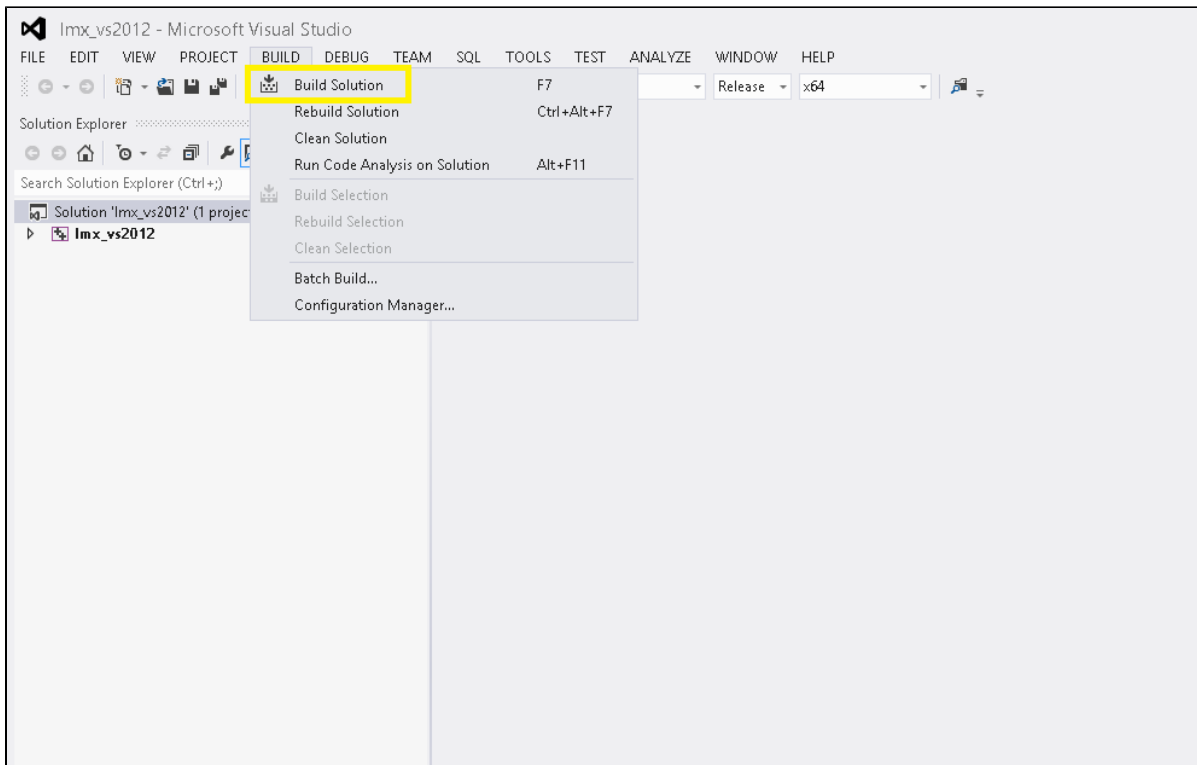 lmx_vs2012 - Microsoft Visual Studio
FILE EDIT VIEW PROJECT BUILD DEBUG TEAM SQL TOOLS TEST ANALYZE WINDOW HELP
Release x64
Build Solution F7
Rebuild Solution Ctrl+Alt+F7
Clean Solution
Run Code Analysis on Solution Alt+F11
Build Selection
Rebuild Selection
Clean Selection
Batch Build...
Configuration Manager...
Solution Explorer
Search Solution Explorer (Ctrl+;)
Solution 'lmx_vs2012' (1 projec
lmx_vs2012